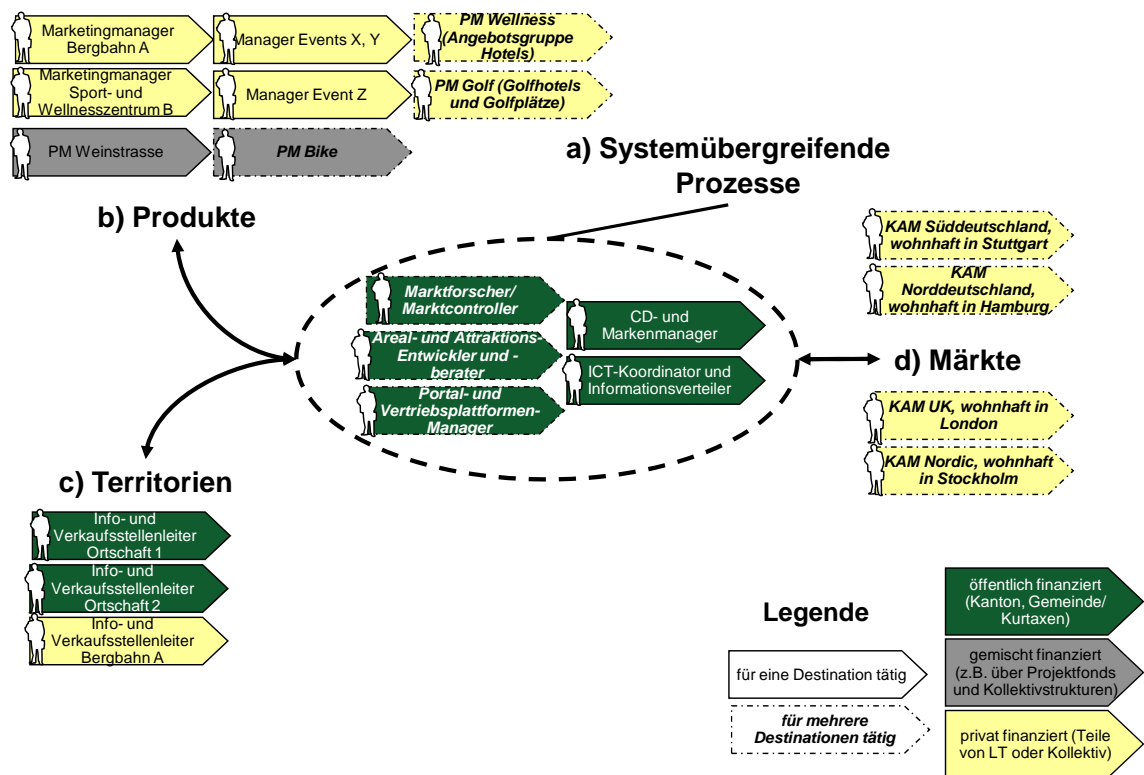 Marketingmanager
Bergbahn A
Manager Events X, Y
PM Wellness
(Angebotsgruppe
Hotels)
Marketingmanager
Sport- und
Wellnesszentrum B
Manager Event Z
PM Golf (Golfhotels
und Golfplätze)
PM Weinstrasse
PM Bike
a) Systemübergreifende
Prozesse
b) Produkte
KAM Süddeutschland,
wohnhaft in Stuttgart
KAM
Norddeutschland,
wohnhaft in Hamburg
Marktforscher/
Marktcontroller
CD- und
Markenmanager
Areal- und Attraktions-
Entwickler und -
berater
ICT-Koordinator und
Informationsverteiler
Portal- und
Vertriebsplattformen-
Manager
d) Märkte
KAM UK, wohnhaft in
London
KAM Nordic, wohnhaft
in Stockholm
c) Territorien
Info- und
Verkaufsstellenleiter
Ortschaft 1
Info- und
Verkaufsstellenleiter
Ortschaft 2
Info- und
Verkaufsstellenleiter
Bergbahn A
Legende
für eine Destination tätig
für mehrere
Destinationen tätig
öffentlich finanziert
(Kanton, Gemeinde/
Kurtaxen)
gemischt finanziert
(z.B. über Projektfonds
und Kollektivstrukturen)
privat finanziert (Teile
von LT oder Kollektiv)